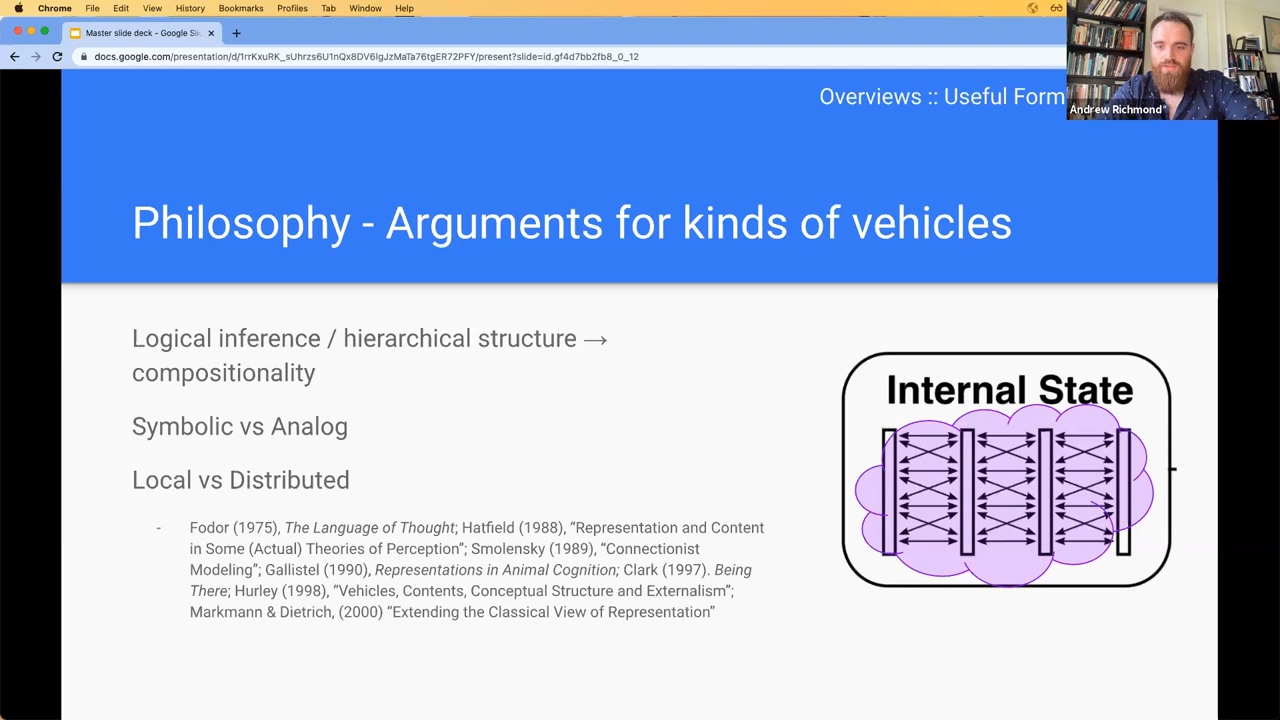 Chrome File Edit View History Bookmarks Profiles Tab Window Help
Master slide deck - Google Sli
docs.google.com/presentation/d/1rrKxuRK_sUhrzs6U1nQx8DV6lgJzMaTa76tgER72PFY/present?slide=id.gf4d7bb2fb8_0_12
Overviews :: Useful Form
Andrew Richmond
Philosophy - Arguments for kinds of vehicles
Logical inference / hierarchical structure →
compositionality
Symbolic vs Analog
Local vs Distributed
- Fodor (1975), The Language of Thought; Hatfield (1988), “Representation and Content
in Some (Actual) Theories of Perception”; Smolensky (1989), “Connectionist
Modeling”; Gallistel (1990), Representations in Animal Cognition; Clark (1997). Being
There; Hurley (1998), “Vehicles, Contents, Conceptual Structure and Externalism”;
Markmann & Dietrich, (2000) “Extending the Classical View of Representation”
Internal State